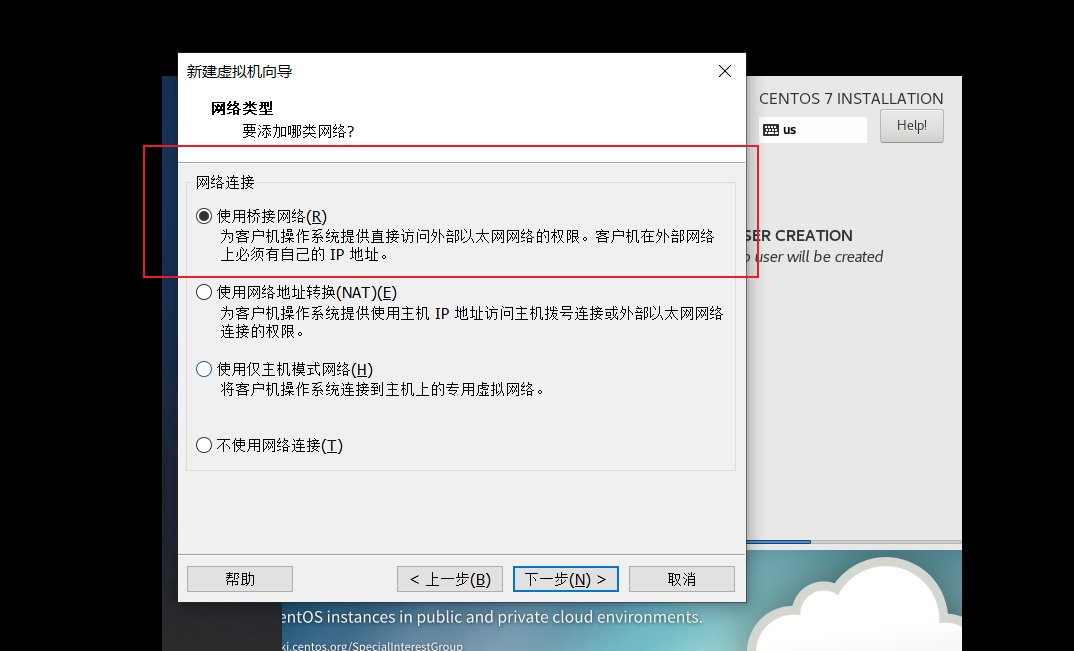 新建虚拟机向导
网络类型
要添加哪类网络?
网络连接
使用桥接网络(R)
为客户机操作系统提供直接访问外部以太网网络的权限。客户机在外部网络
上必须有自己的 IP 地址。
使用网络地址转换(NAT)(E)
为客户机操作系统提供使用主机 IP 地址访问主机拨号连接或外部以太网网络
连接的权限。
使用仅主机模式网络(H)
将客户机操作系统连接到主机上的专用虚拟网络。
不使用网络连接(T)
帮助
< 上一步(B)
下一步(N) >
取消
CENTOS 7 INSTALLATION
us
Help!
SER CREATION
user will be created
entOS instances in public and private cloud environments.
ki.centos.org/SpecialInterestGroup